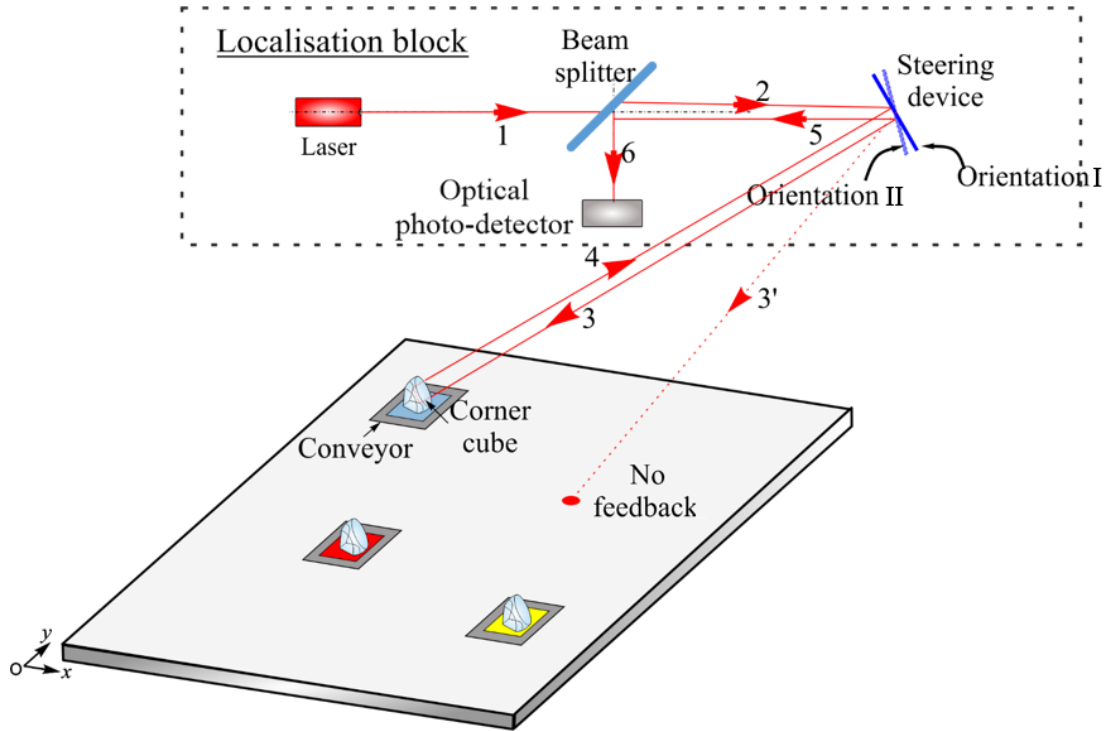 Localisation block
Beam
splitter
Steering
device
Laser
1
2
5
6
Optical
photo-detector
Orientation I
Orientation II
4
3
3'
Corner
cube
Conveyor
No
feedback
y
O
x